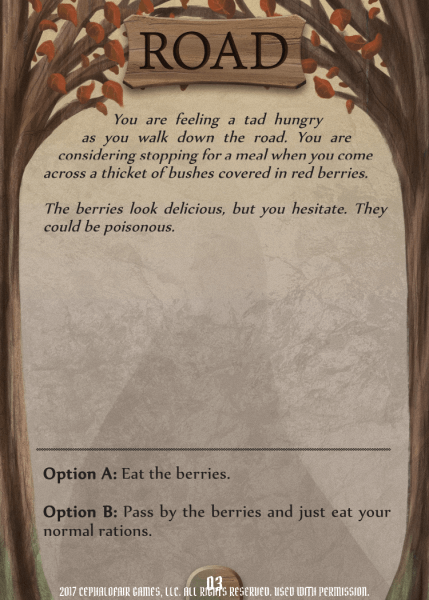 ROAD
You are feeling a tad hungry
as you walk down the road. You are
considering stopping for a meal when you come
across a thicket of bushes covered in red berries.
The berries look delicious, but you hesitate. They
could be poisonous.
Option A: Eat the berries.
Option B: Pass by the berries and just eat your
normal rations.
03
2017 CEPHALOFAIR GAMES, LLC. ALL RIGHTS RESERVED. USED WITH PERMISSION.